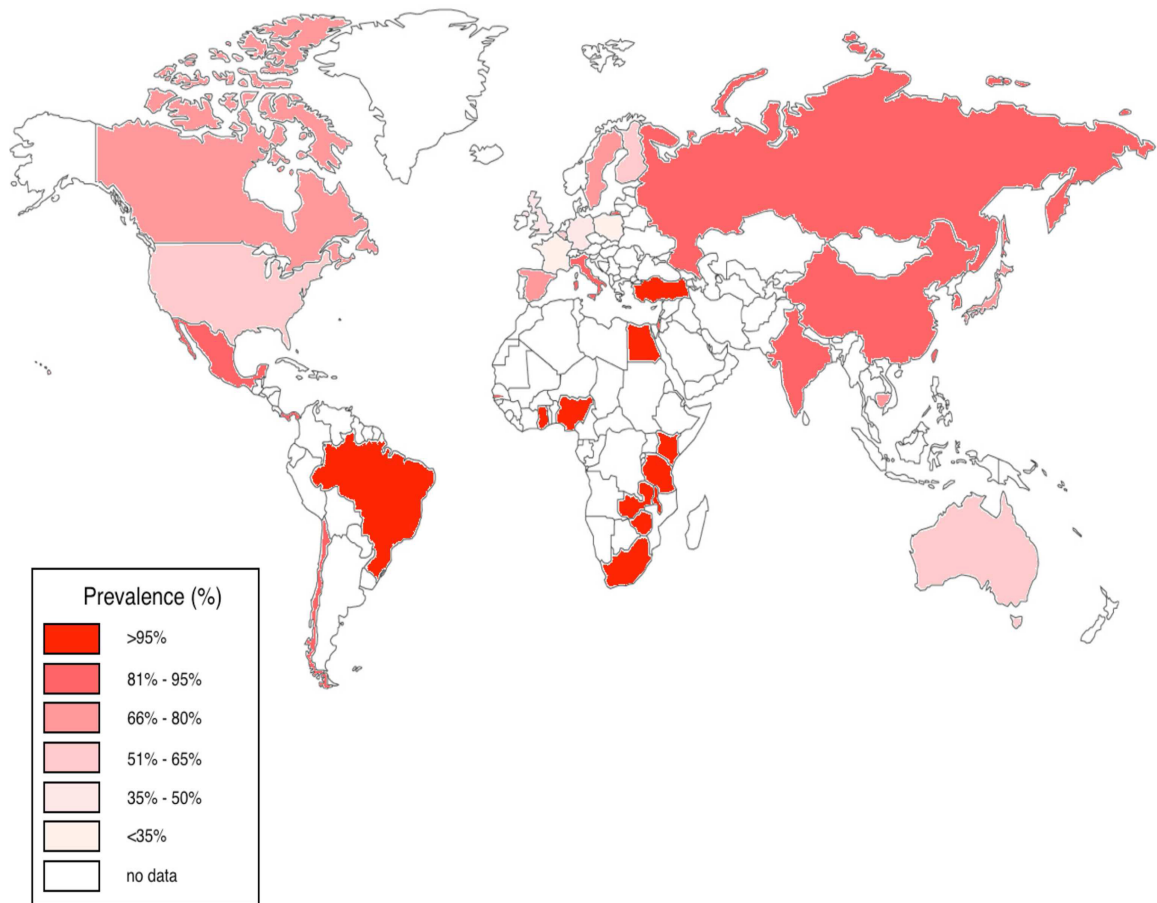 Prevalence (%)
>95%
81% - 95%
66% - 80%
51% - 65%
35% - 50%
<35%
no data